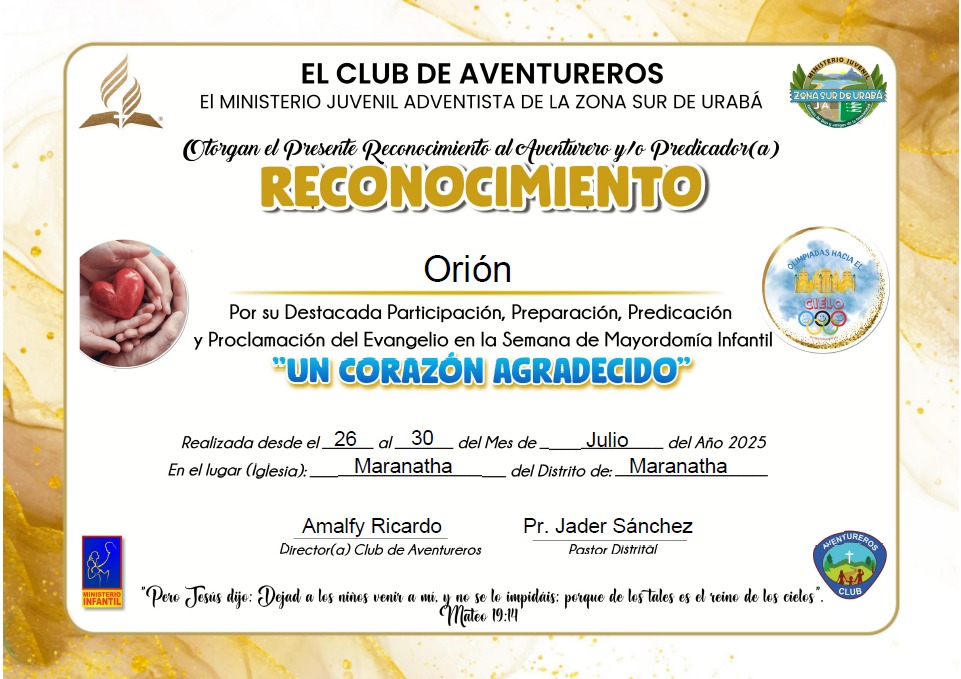 EL CLUB DE AVENTUREROS
El MINISTERIO JUVENIL ADVENTISTA DE LA ZONA SUR DE URABÁ
MINISTERIO JUVENIL
ZONA SUR DE URABÁ
JA
Otorgan el Presente Reconocimiento al Aventurero y/o Predicador(a)
RECONOCIMIENTO
Orión
OLIMPIADAS HACIA EL
CIELO
Por su Destacada Participación, Preparación, Predicación
y Proclamación del Evangelio en la Semana de Mayordomía Infantil
"UN CORAZÓN AGRADECIDO"
Realizada desde el 26 al 30 del Mes de Julio del Año 2025
En el lugar (Iglesia): Maranatha del Distrito de: Maranatha
Amalfy Ricardo Pr. Jader Sánchez
Director(a) Club de Aventureros Pastor Distrital
MINISTERIO
INFANTIL
AVENTUREROS
CLUB
"Pero Jesús dijo: Dejad a los niños venir a mí, y no se lo impidáis; porque de los tales es el reino de los cielos".
Mateo 19:14